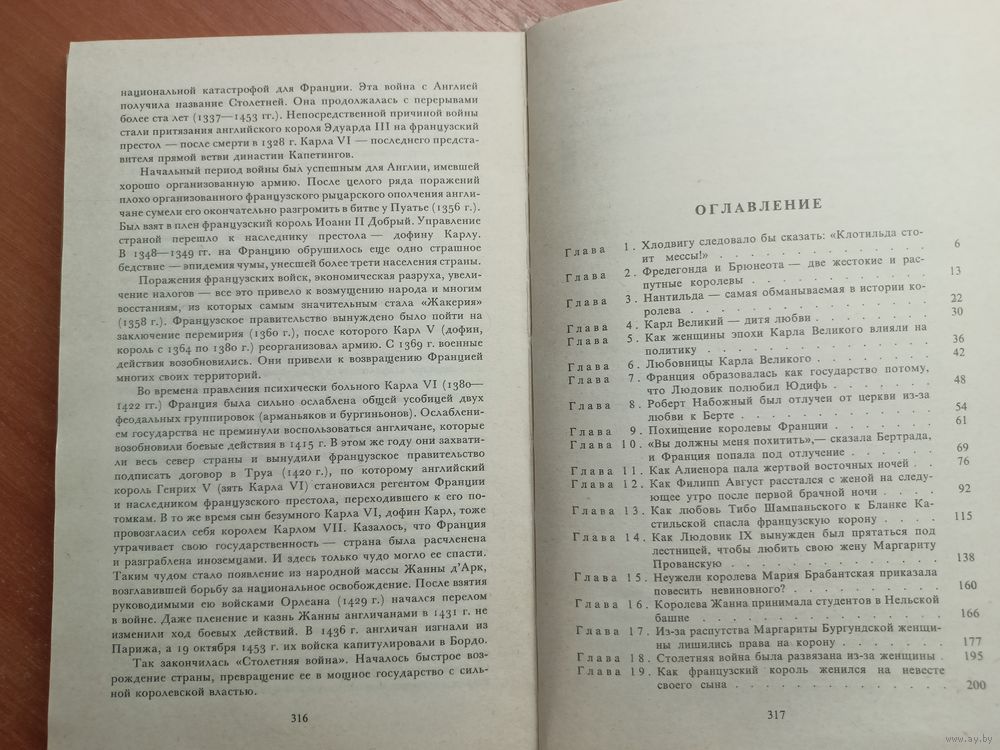 национальной катастрофой для Франции. Эта война с Англией
получила название Столетней. Она продолжалась с перерывами
более ста лет (1337—1453 гг.). Непосредственной причиной войны
стали притязания английского короля Эдуарда III на французский
престол — после смерти в 1328 г. Карла VI — последнего предста-
вителя прямой ветви династии Капетингов.
Начальный период войны был успешным для Англии, имевшей
хорошо организованную армию. После целого ряда поражений
плохо организованного французского рыцарского ополчения англи-
чане сумели его окончательно разгромить в битве у Пуатье (1356 г.).
Был взят в плен французский король Иоанн II Добрый. Управление
страной перешло к наследнику престола — дофину Карлу.
В 1348—1349 гг. на Францию обрушилось еще одно страшное
бедствие — эпидемия чумы, унесшей более трети населения страны.
Поражения французских войск, экономическая разруха, увели-
чение налогов — все это привело к возмущению народа и многим
восстаниям, из которых самым значительным стала «Жакерия»
(1358 г.). Французское правительство вынуждено было пойти на
заключение перемирия (1360 г.), после которого Карл V (дофин,
король с 1364 по 1380 г.) реорганизовал армию. С 1369 г. военные
действия возобновились. Они привели к возвращению Францией
многих своих территорий.
Во времена правления психически больного Карла VI (1380—
1422 гг.) Франция была сильно ослаблена общей усобицей двух
феодальных группировок (арманьяков и бургиньонов). Ослаблени-
ем государства не преминули воспользоваться англичане, которые
возобновили боевые действия в 1415 г. В этом же году они захвати-
ли весь север страны и вынудили французское правительство
подписать договор в Труа (1420 г.), по которому английский
король Генрих V (зять Карла VI) становился регентом Франции
и наследником французского престола, переходившего к его по-
томкам. В то же время сын безумного Карла VI, дофин Карл, тоже
провозгласил себя королем Карлом VII. Казалось, что Франция
утрачивает свою государственность — страна была расчленена
и разграблена иноземцами. И здесь только чудо могло ее спасти.
Таким чудом стало появление из народной массы Жанны д'Арк,
возглавившей борьбу за национальное освобождение. После взятия
руководимыми ею войсками Орлеана (1429 г.) начался перелом
в войне. Даже пленение и казнь Жанны англичанами в 1431 г. не
изменили ход боевых действий. В 1436 г. англичан изгнали из
Парижа, а 19 октября 1453 г. их войска капитулировали в Бордо.
Так закончилась «Столетняя война». Началось быстрое воз-
рождение страны, превращение ее в мощное государство с силь-
ной королевской властью.
316
ОГЛАВЛЕНИЕ
Глава 1. Хлодвигу следовало бы сказать: «Клотильда сто-
ит мессы!» . . . . . . . . . . . . 6
Глава 2. Фредегонда и Брюнеота — две жестокие и рас-
путные королевы . . . . . . . . . . 13
Глава 3. Нантильда — самая обманываемая в истории ко-
ролева . . . . . . . . . . . . . 22
Глава 4. Карл Великий — дитя любви . . . . . . 30
Глава 5. Как женщины эпохи Карла Великого влияли на
политику . . . . . . . . . . . . 36
Глава 6. Любовницы Карла Великого . . . . . . 42
Глава 7. Франция образовалась как государство потому,
что Людовик полюбил Юдифь . . . . . . 48
Глава 8. Роберт Набожный был отлучен от церкви из-за
любви к Берте . . . . . . . . . . 54
Глава 9. Похищение королевы Франции . . . . . 61
Глава 10. «Вы должны меня похитить»,— сказала Бертрада,
и Франция попала под отлучение . . . . . 69
Глава 11. Как Алиенора пала жертвой восточных ночей . . 76
Глава 12. Как Филипп Август расстался с женой на следу-
ющее утро после первой брачной ночи . . . . 92
Глава 13. Как любовь Тибо Шампаньского к Бланке Ка-
стильской спасла французскую корону . . . . 115
Глава 14. Как Людовик IX вынужден был прятаться под
лестницей, чтобы любить свою жену Маргариту
Прованскую . . . . . . . . . . . 138
Глава 15. Неужели королева Мария Брабантская приказала
повесить невиновного? . . . . . . . . 160
Глава 16. Королева Жанна принимала студентов в Нельской
башне . . . . . . . . . . . . . 166
Глава 17. Из-за распутства Маргариты Бургундской женщи-
ны лишились права на корону . . . . . . 177
Глава 18. Столетняя война была развязана из-за женщины . 195
Глава 19. Как французский король женился на невесте
своего сына . . . . . . . . . . . 200
317
www.ay.by